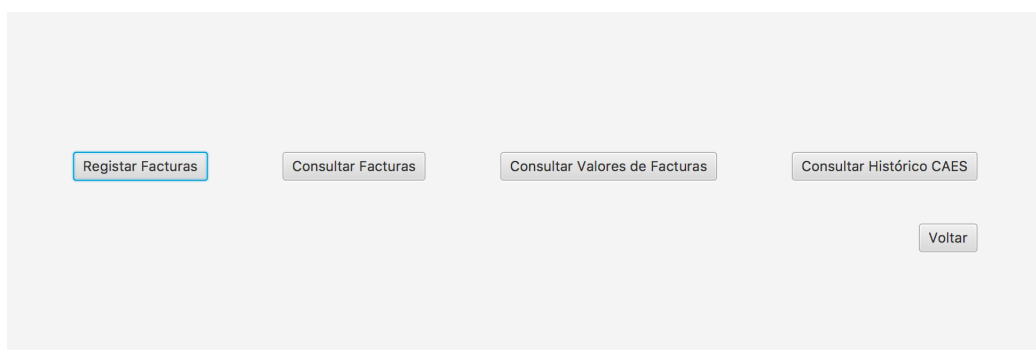 Registar Facturas
Consultar Facturas
Consultar Valores de Facturas
Consultar Histórico CAES
Voltar